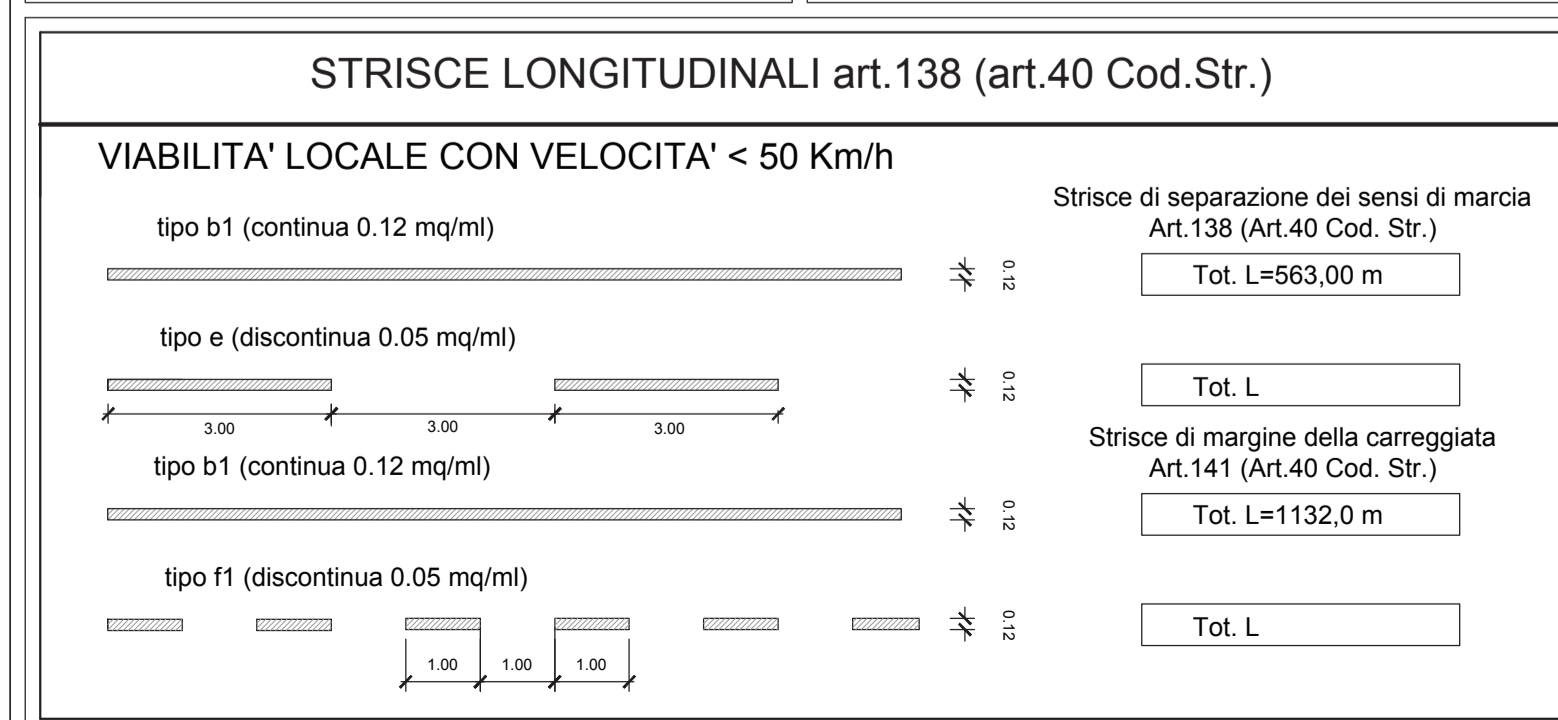 STRISCE LONGITUDINALI art.138 (art.40 Cod.Str.)
VIABILITA' LOCALE CON VELOCITA' < 50 Km/h
Strisce di separazione dei sensi di marcia
Art.138 (Art.40 Cod. Str.)
tipo b1 (continua 0.12 mq/ml)
0.12
Tot. L=563,00 m
tipo e (discontinua 0.05 mq/ml)
0.12
Tot. L
3.00 3.00 3.00
Strisce di margine della carreggiata
Art.141 (Art.40 Cod. Str.)
tipo b1 (continua 0.12 mq/ml)
0.12
Tot. L=1132,0 m
tipo f1 (discontinua 0.05 mq/ml)
0.12
Tot. L
1.00 1.00 1.00